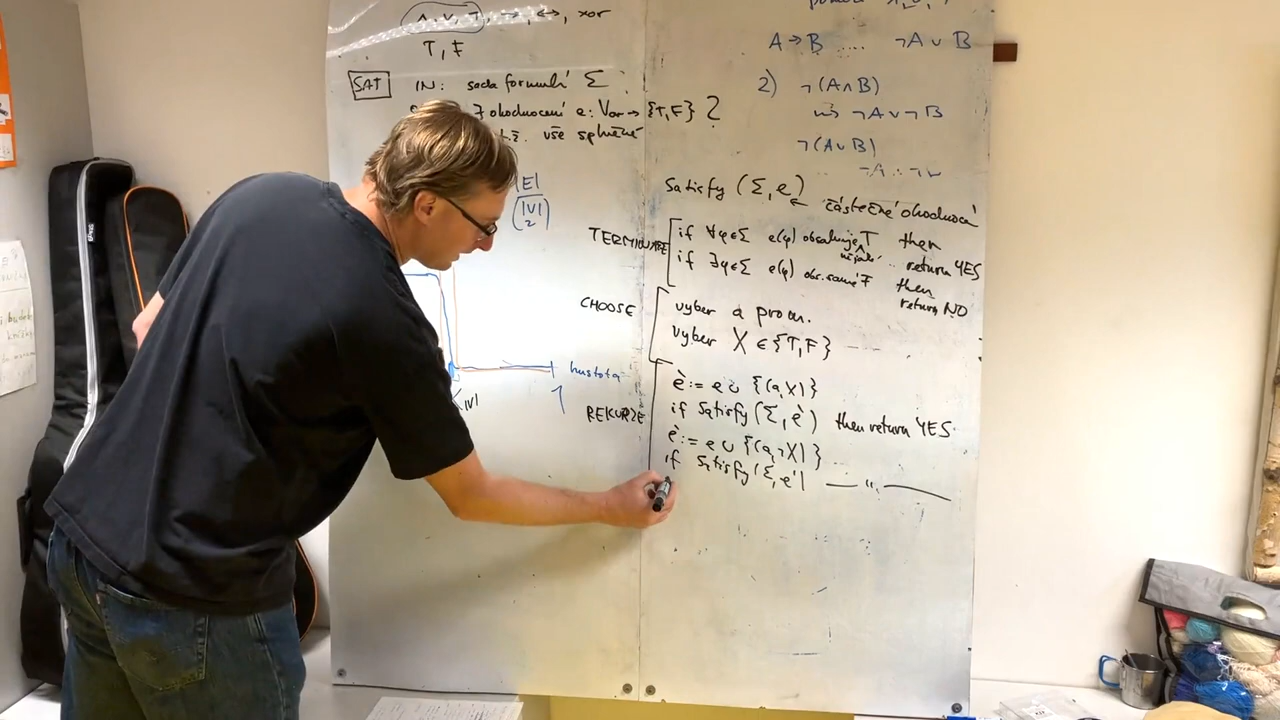 ∧, ∨, ¬, →, ↔, xor
T, F
SAT IN: sada formulí Σ
∃ ohodnocení e: Var → {T,F} ?
vše splněné
|E|
(|V| 2)
hustota
1
|V|
A → B .... ¬A ∨ B
2) ¬(A∧B)
¬A ∨ ¬B
¬(A∪B)
Satisfy (Σ, e) ← částečné ohodnocení
TERMINATE
if ∀φ∈Σ e(φ) obsahuje T then
return YES
if ∃φ∈Σ e(φ) obs. samé F then
return NO
CHOOSE
vyber a prom.
vyber X ∈ {T,F}
REKURZE
e' := e ∪ {(a,X)}
if Satisfy(Σ,e') then return YES
e' := e ∪ {(a,¬X)}
if Satisfy(Σ,e') — " —